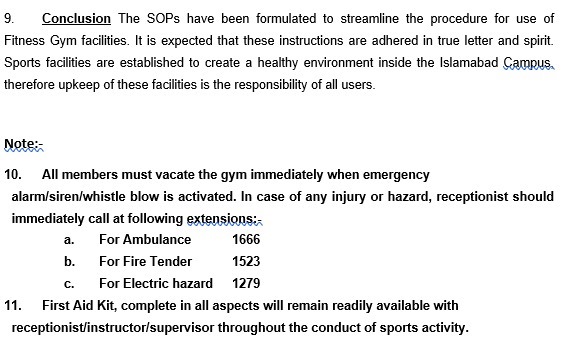 9. Conclusion The SOPs have been formulated to streamline the procedure for use of
Fitness Gym facilities. It is expected that these instructions are adhered in true letter and spirit.
Sports facilities are established to create a healthy environment inside the Islamabad Campus,
therefore upkeep of these facilities is the responsibility of all users.
Note:-
10. All members must vacate the gym immediately when emergency
alarm/siren/whistle blow is activated. In case of any injury or hazard, receptionist should
immediately call at following extensions:-
a. For Ambulance 1666
b. For Fire Tender 1523
c. For Electric hazard 1279
11. First Aid Kit, complete in all aspects will remain readily available with
receptionist/instructor/supervisor throughout the conduct of sports activity.